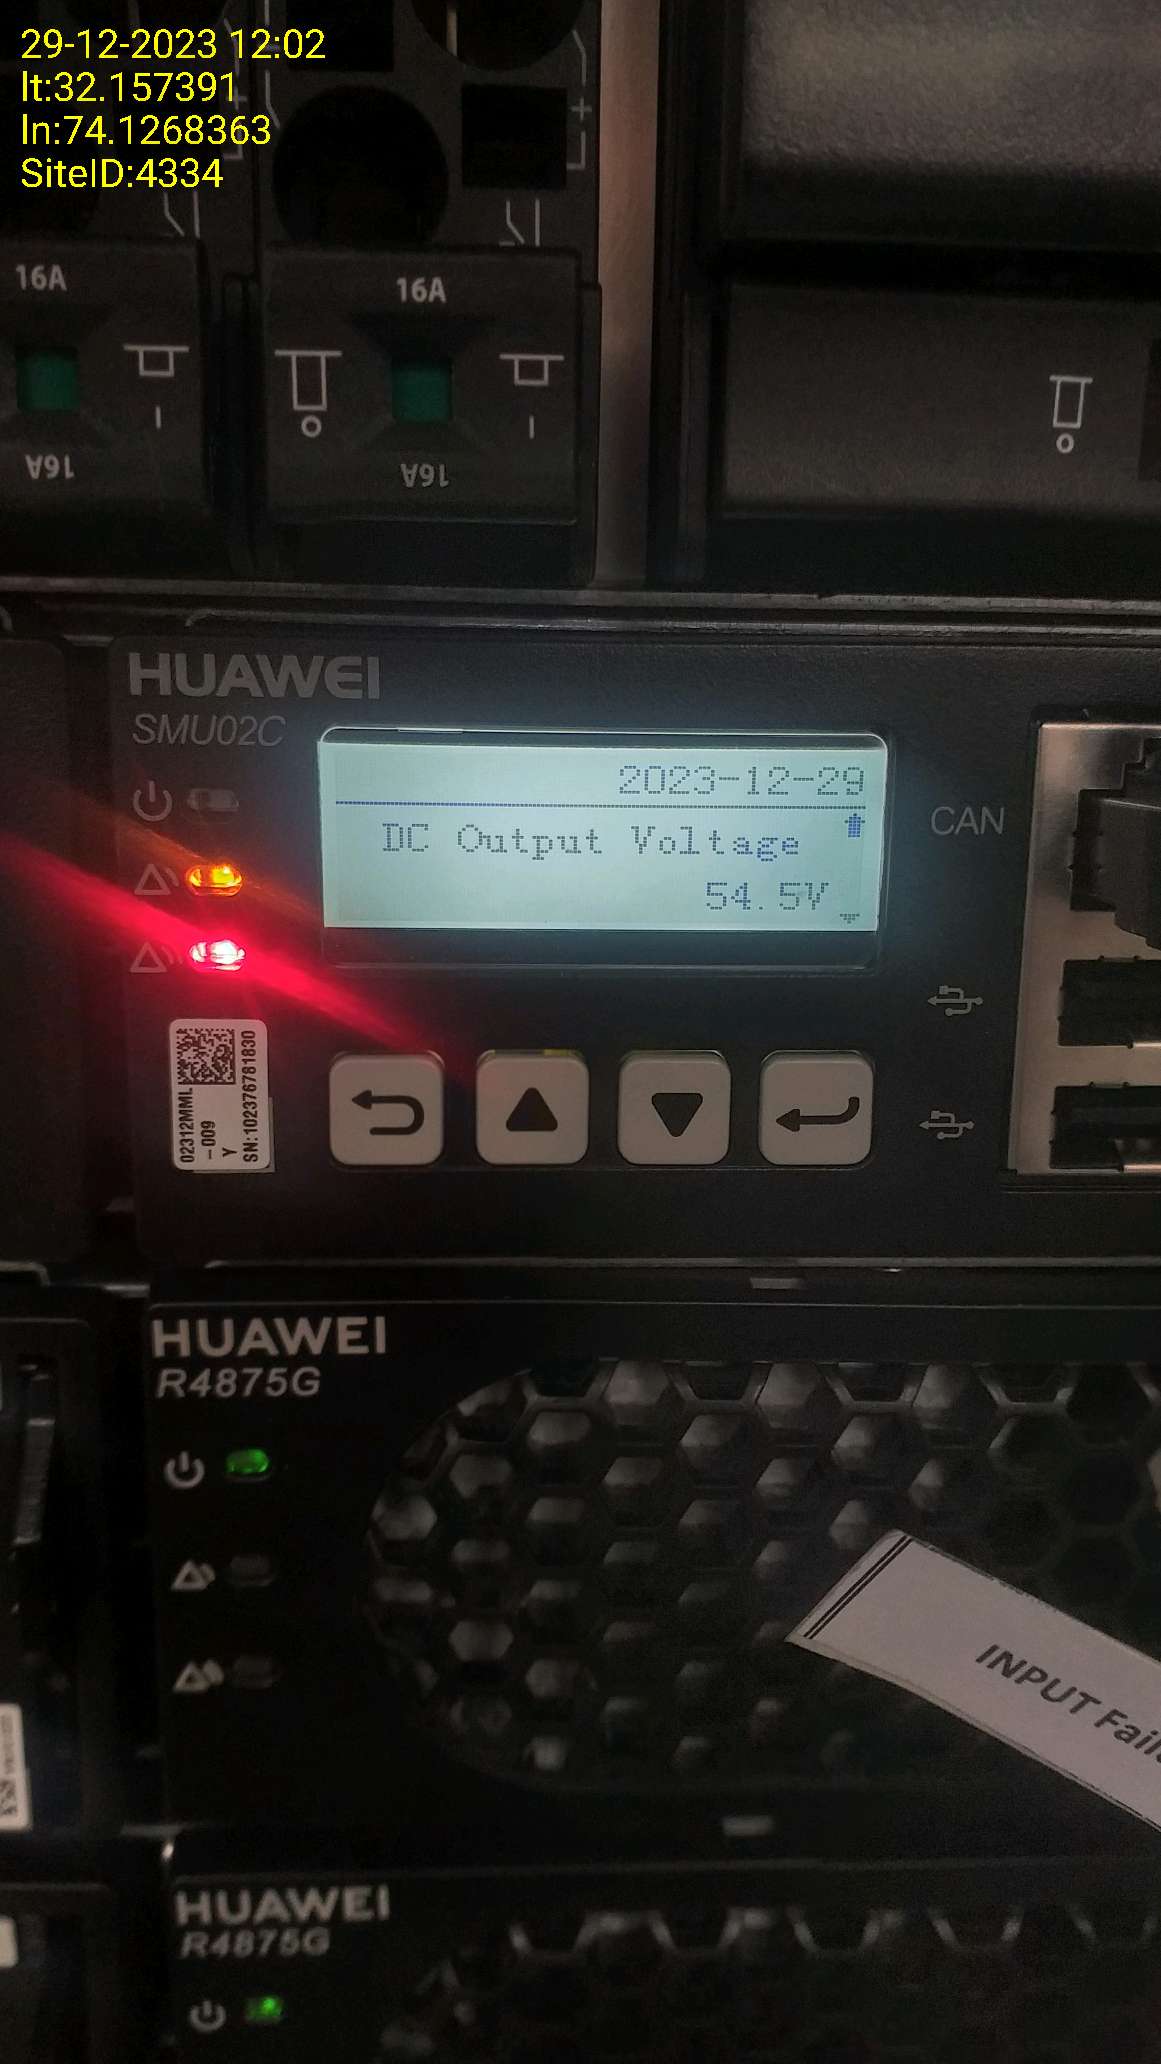 29-12-2023 12:02
lt:32.157391
ln:74.1268363
SiteID:4334
16A
16A
16A
16A
HUAWEI
SMU02C
2023-12-29
DC Output Voltage
54.5V
CAN
02312MML
-009
Y
SN:102376781830
HUAWEI
R4875G
INPUT
HUAWEI
R4875G